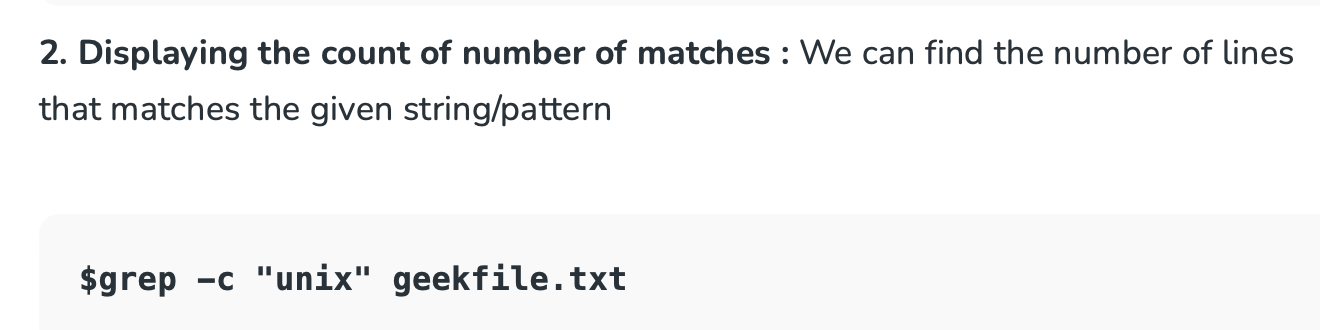 2. Displaying the count of number of matches : We can find the number of lines
that matches the given string/pattern
$grep -c "unix" geekfile.txt